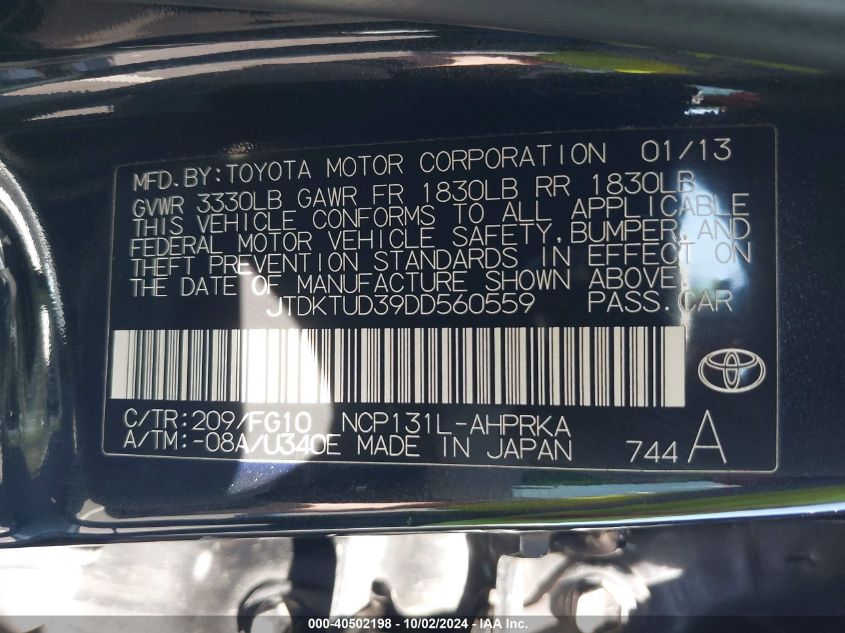 MFD.BY:TOYOTA MOTOR CORPORATION 01/13
GVWR 3330LB GAWR FR 1830LB RR 1830LB
THIS VEHICLE CONFORMS TO ALL APPLICABLE
FEDERAL MOTOR VEHICLE SAFETY,BUMPER,AND
THEFT PREVENTION STANDARDS IN EFFECT ON
THE DATE OF MANUFACTURE SHOWN ABOVE.
JTDKTUD39DD560559 PASS.CAR
C/TR:209/FG10 NCP131L-AHPRKA
A/TM:-08A/U340E MADE IN JAPAN 744 A
000-40502198 - 10/02/2024 - IAA Inc.